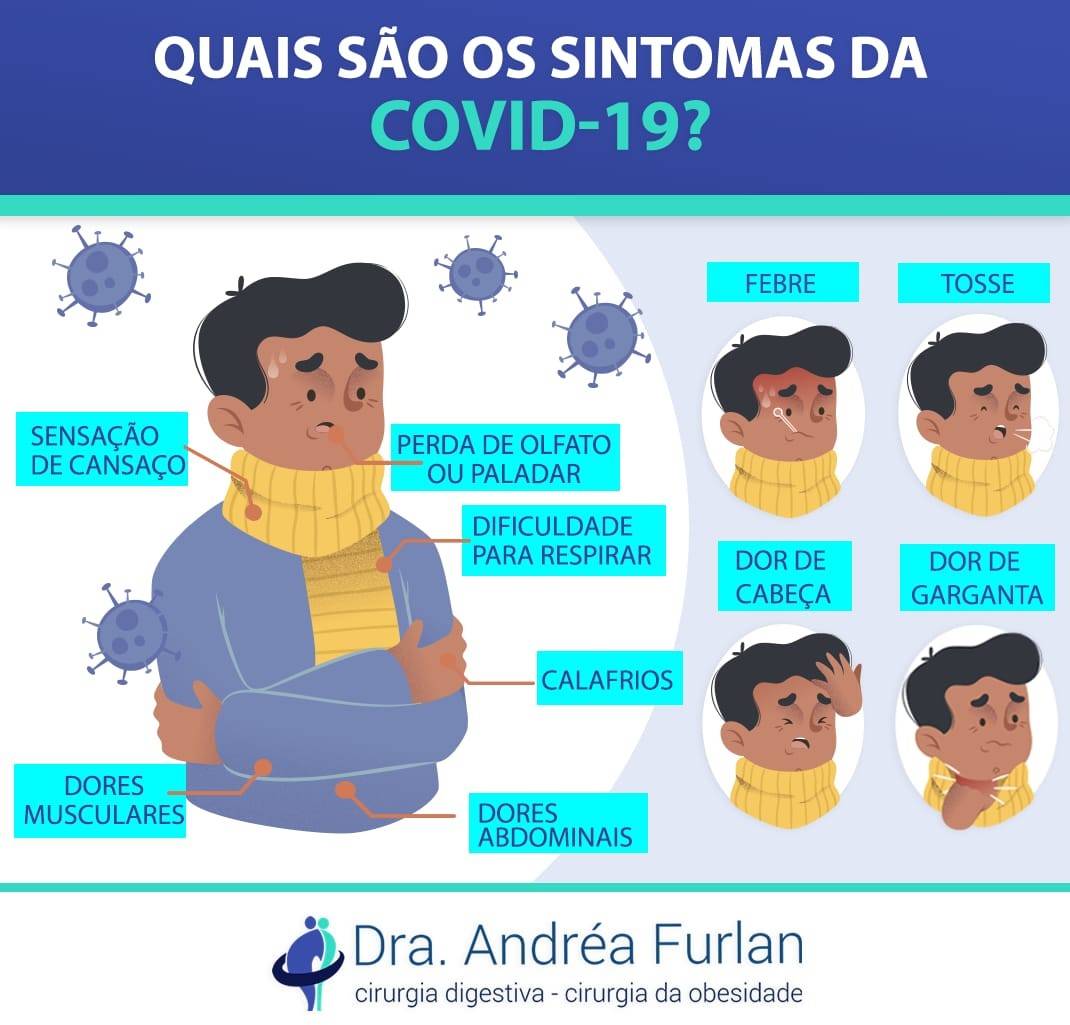 QUAIS SÃO OS SINTOMAS DA
COVID-19?
SENSAÇÃO
DE CANSAÇO
PERDA DE OLFATO
OU PALADAR
DIFICULDADE
PARA RESPIRAR
CALAFRIOS
DORES
MUSCULARES
DORES
ABDOMINAIS
FEBRE
TOSSE
DOR DE
CABEÇA
DOR DE
GARGANTA
Dra. Andréa Furlan
cirurgia digestiva - cirurgia da obesidade